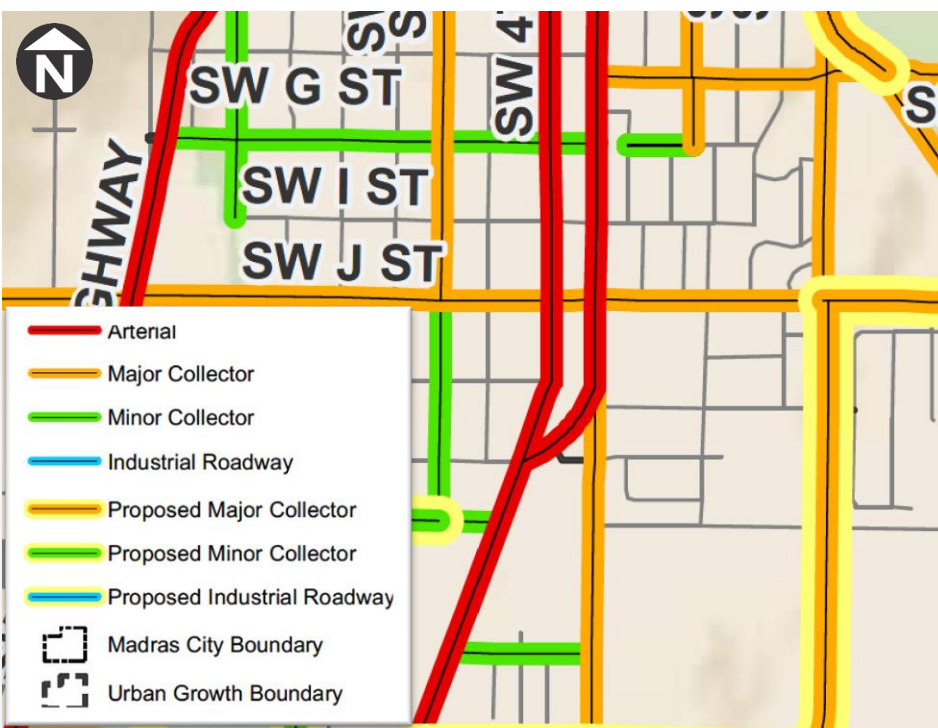 N
SW
S
SW 4
SW G ST
S
SW I ST
GHWAY
SW J ST
Arterial
Major Collector
Minor Collector
Industrial Roadway
Proposed Major Collector
Proposed Minor Collector
Proposed Industrial Roadway
Madras City Boundary
Urban Growth Boundary